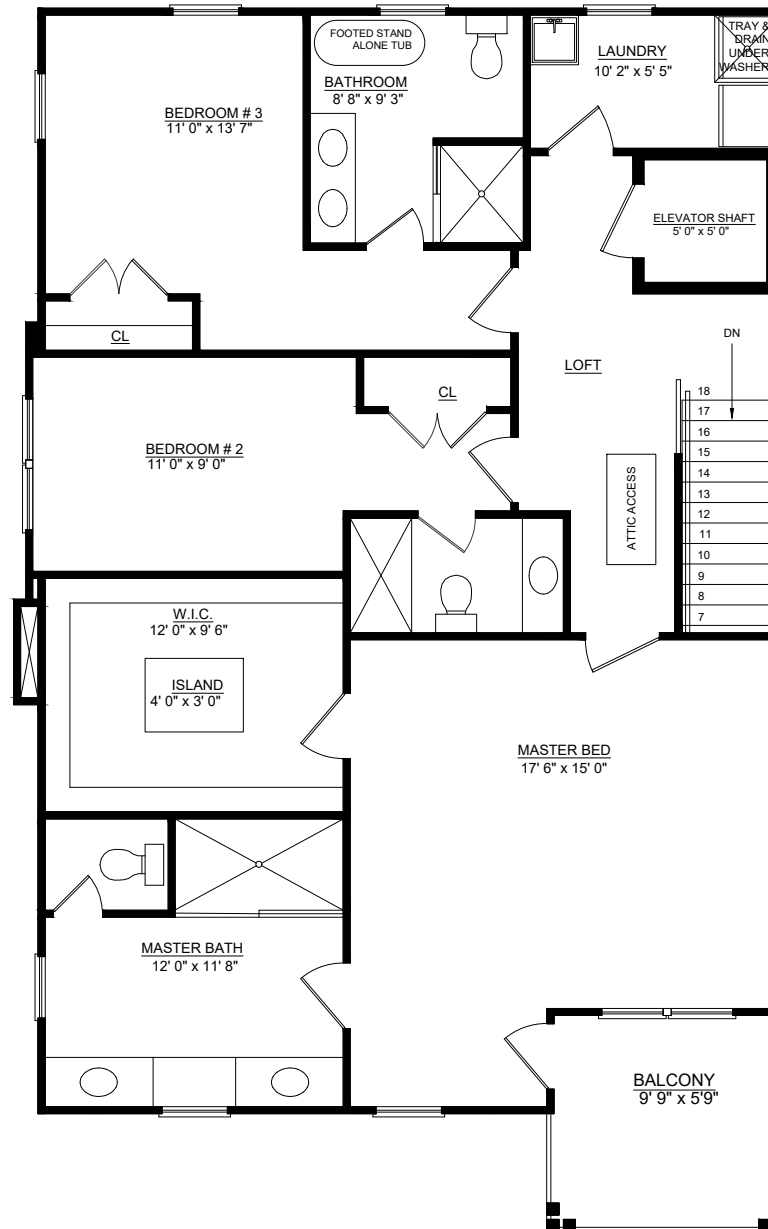 FOOTED STAND
ALONE TUB
BATHROOM
8' 8" x 9' 3"
LAUNDRY
10' 2" x 5' 5"
TRAY &
DRAIN
UNDER
WASHER
BEDROOM # 3
11' 0" x 13' 7"
ELEVATOR SHAFT
5' 0" x 5' 0"
CL
DN
LOFT
CL
BEDROOM # 2
11' 0" x 9' 0"
ATTIC ACCESS
18
17
16
15
14
13
12
11
10
9
8
7
W.I.C.
12' 0" x 9' 6"
ISLAND
4' 0" x 3' 0"
MASTER BED
17' 6" x 15' 0"
MASTER BATH
12' 0" x 11' 8"
BALCONY
9' 9" x 5'9"